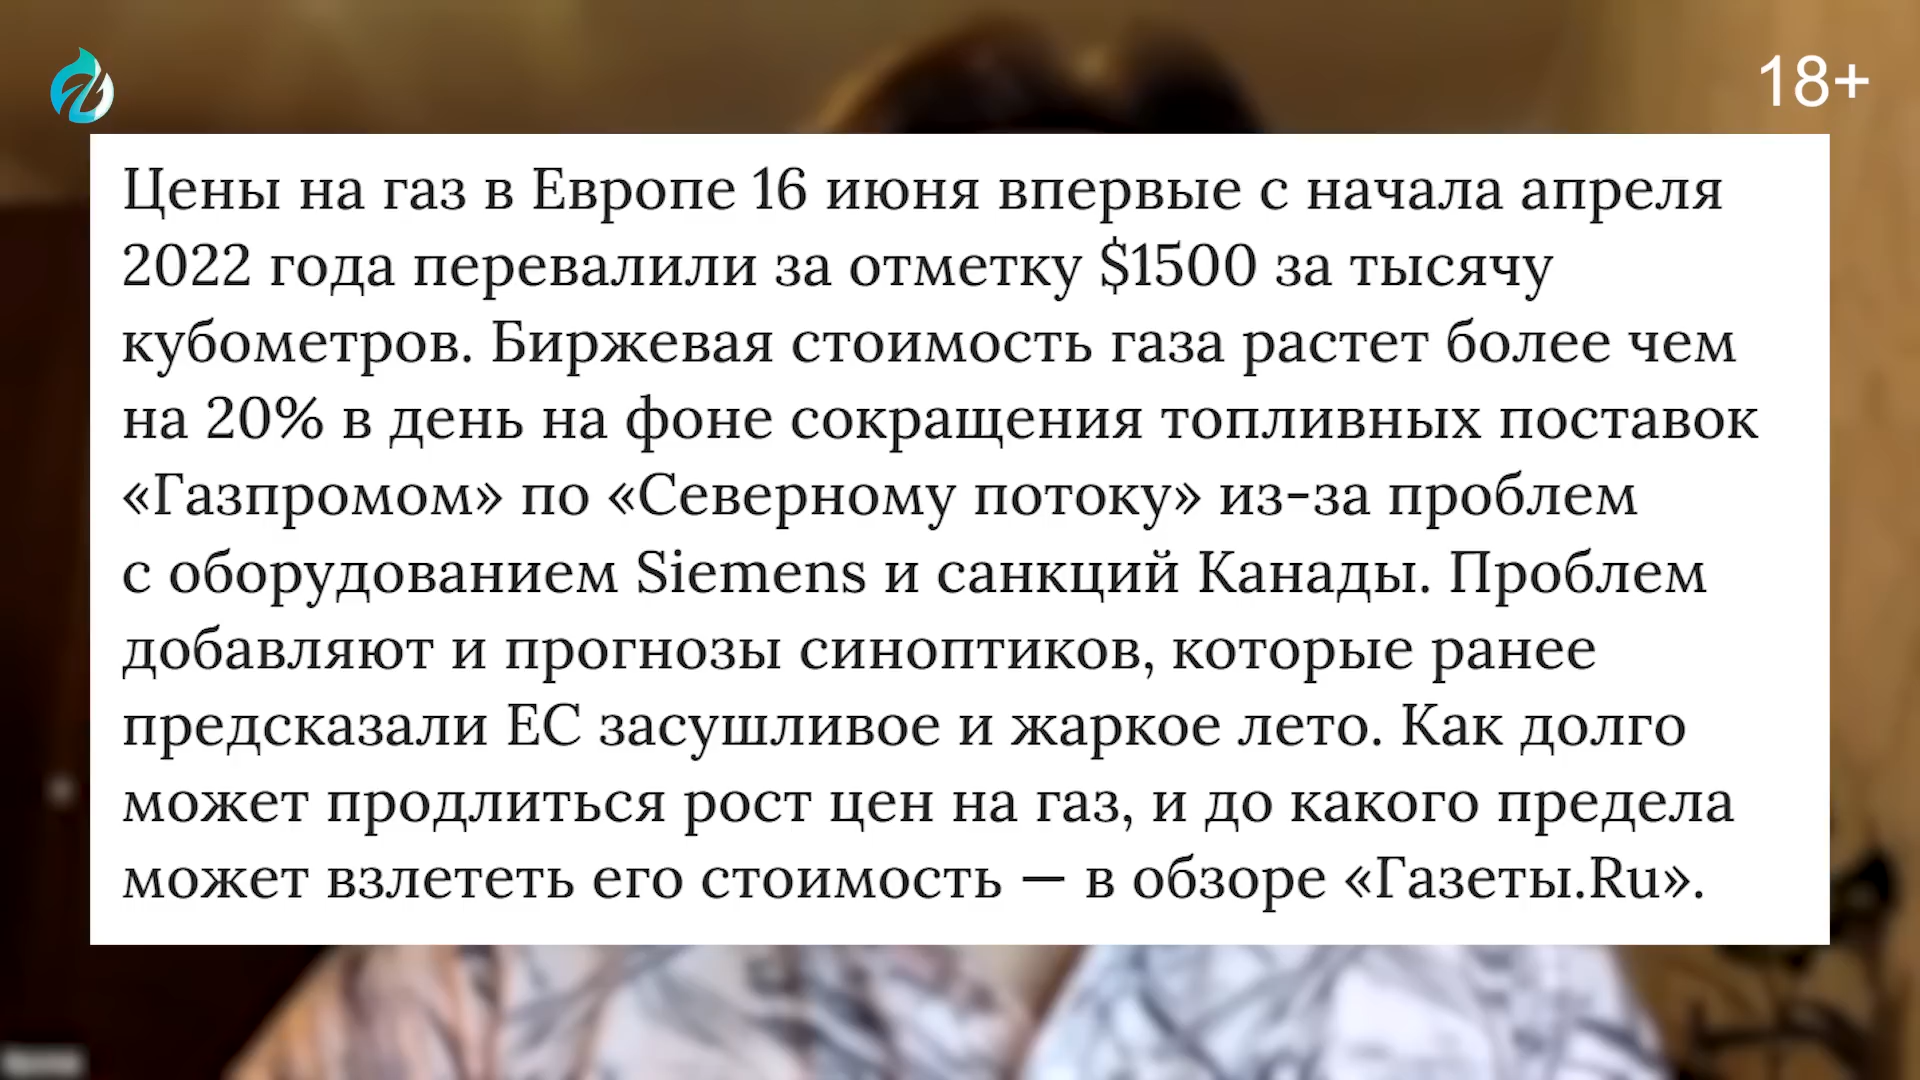 18+
Цены на газ в Европе 16 июня впервые с начала апреля
2022 года перевалили за отметку $1500 за тысячу
кубометров. Биржевая стоимость газа растет более чем
на 20% в день на фоне сокращения топливных поставок
«Газпромом» по «Северному потоку» из-за проблем
с оборудованием Siemens и санкций Канады. Проблем
добавляют и прогнозы синоптиков, которые ранее
предсказали ЕС засушливое и жаркое лето. Как долго
может продлиться рост цен на газ, и до какого предела
может взлететь его стоимость — в обзоре «Газеты.Ru».